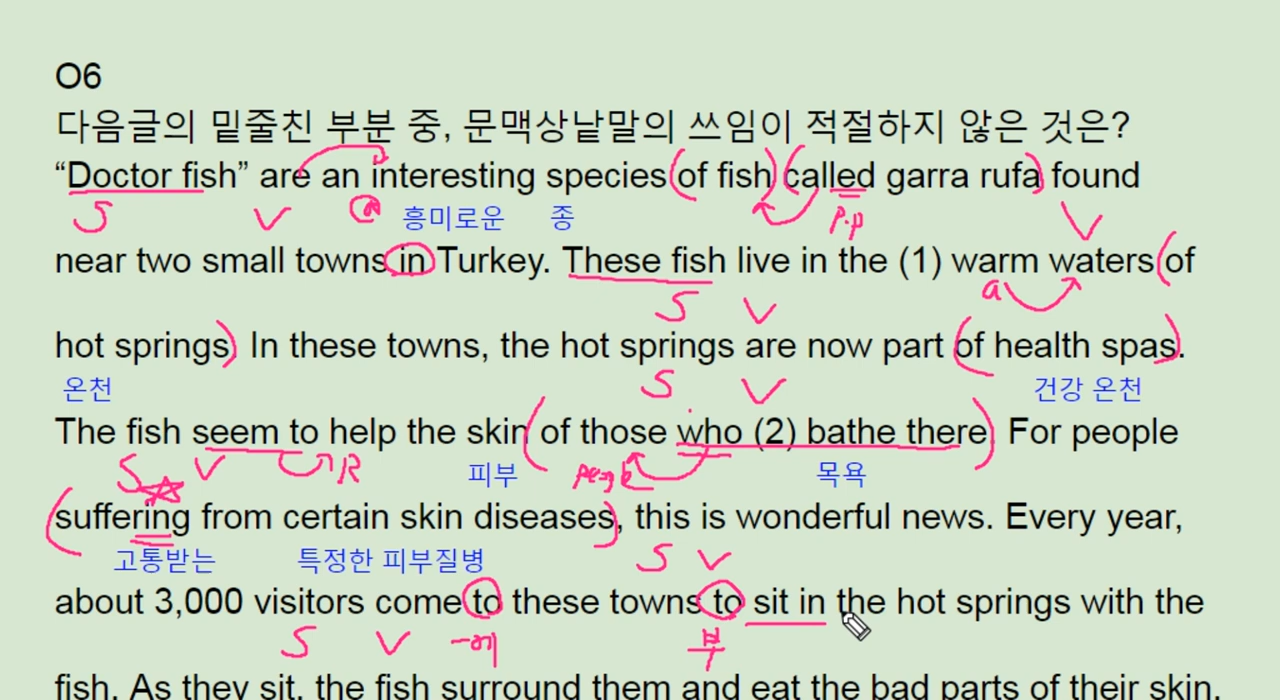 O6
다음글의 밑줄친 부분 중, 문맥상낱말의 쓰임이 적절하지 않은 것은?
“Doctor fish” are an interesting species of fish called garra rufa found
S V ⓐ 흥미로운 종 p.p V
near two small towns in Turkey. These fish live in the (1) warm waters of
S V a
hot springs. In these towns, the hot springs are now part of health spas.
온천 S V 건강 온천
The fish seem to help the skin of those who (2) bathe there. For people
S V R 피부 목욕
suffering from certain skin diseases, this is wonderful news. Every year,
고통받는 특정한 피부질병 S V
about 3,000 visitors come to these towns to sit in the hot springs with the
S V ~에 부
fish. As they sit, the fish surround them and eat the bad parts of their skin.